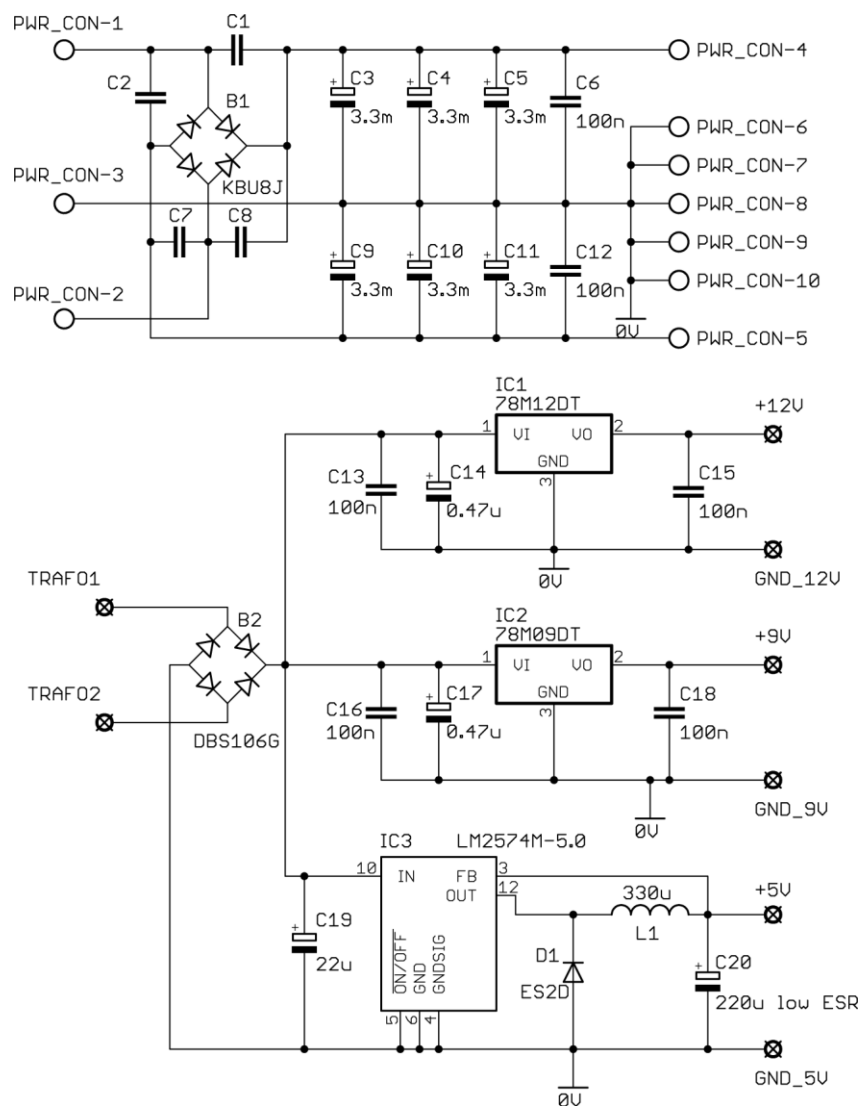 PWR_CON-1
C1
PWR_CON-4
C2
B1
C3
C4
C5
C6
+
+
+
3.3m
3.3m
3.3m
100n
PWR_CON-6
PWR_CON-7
PWR_CON-3
KBU8J
PWR_CON-8
C7
C8
PWR_CON-9
C9
C10
C11
C12
+
+
+
3.3m
3.3m
3.3m
100n
PWR_CON-10
PWR_CON-2
0V
PWR_CON-5
IC1
78M12DT
+12V
1
VI
VO
2
GND
3
C13
100n
+
C14
0.47u
C15
100n
0V
GND_12V
TRAFO1
B2
IC2
78M09DT
+9V
1
VI
VO
2
GND
3
TRAFO2
C16
100n
+
C17
0.47u
C18
100n
DBS106G
GND_9V
0V
IC3
LM2574M-5.0
10
IN
FB
3
OUT
12
330u
L1
+5V
+
C19
22u
ON/OFF
GND
GNDSIG
5
6
4
D1
ES2D
+
C20
220u low ESR
GND_5V
0V